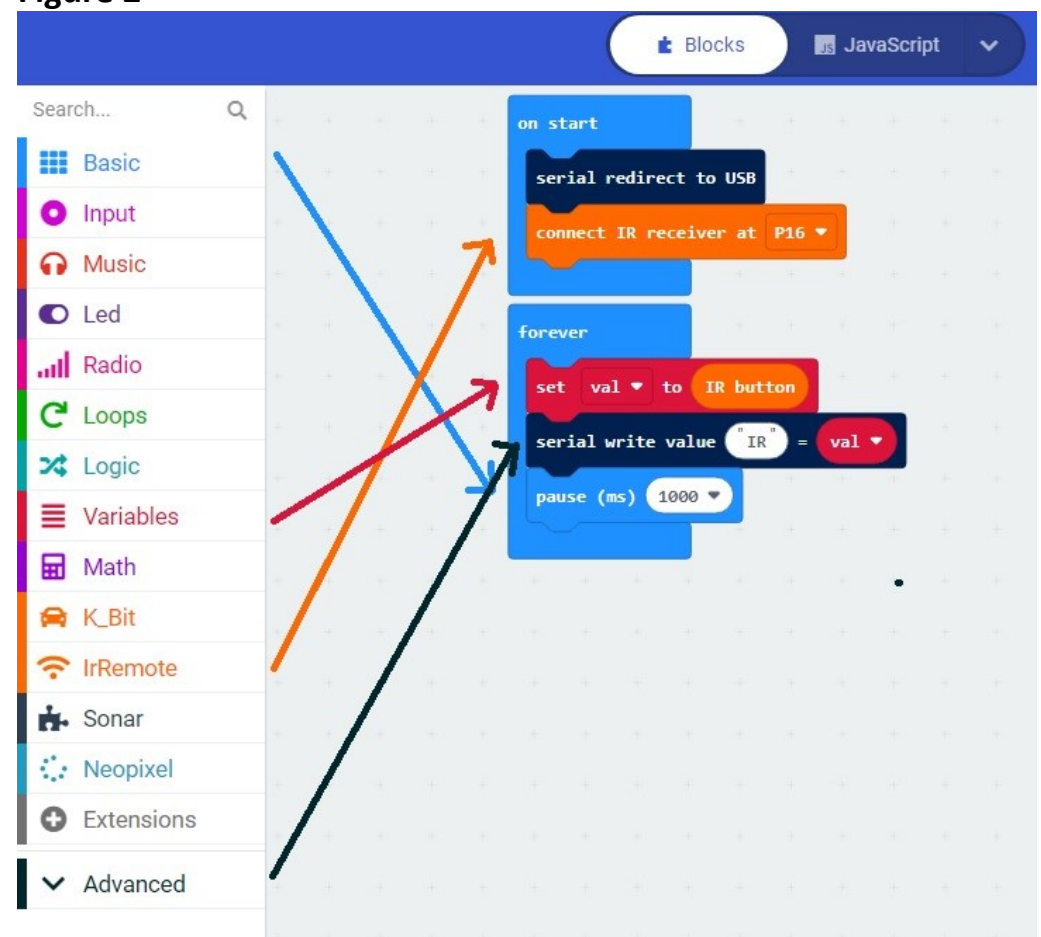 Figure 2
Blocks
JS JavaScript
Search...
Basic
Input
Music
Led
Radio
Loops
Logic
Variables
Math
K_Bit
IrRemote
Sonar
Neopixel
Extensions
Advanced
on start
serial redirect to USB
connect IR receiver at P16
forever
set val to IR button
serial write value "IR" = val
pause (ms) 1000